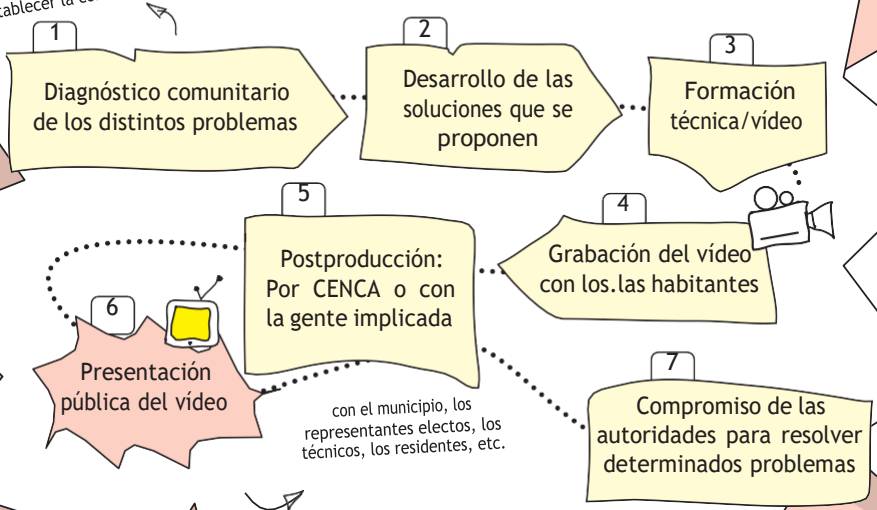 1
Diagnóstico comunitario
de los distintos problemas
2
Desarrollo de las
soluciones que se
proponen
3
Formación
técnica/vídeo
4
Grabación del vídeo
con los.las habitantes
5
Postproducción:
Por CENCA o con
la gente implicada
6
Presentación
pública del vídeo
con el municipio, los
representantes electos, los
técnicos, los residentes, etc.
7
Compromiso de las
autoridades para resolver
determinados problemas